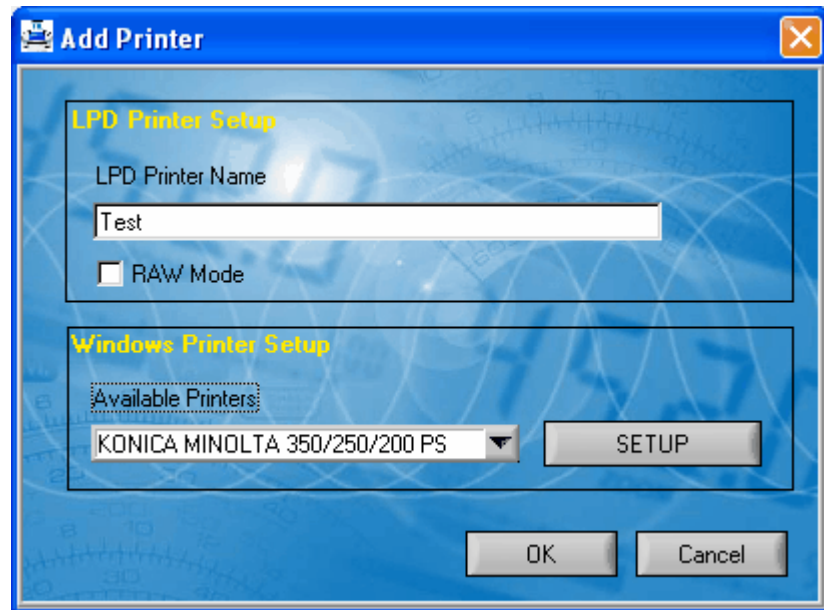 Add Printer
LPD Printer Setup
LPD Printer Name
Test
RAW Mode
Windows Printer Setup
Available Printers
KONICA MINOLTA 350/250/200 PS
SETUP
OK
Cancel